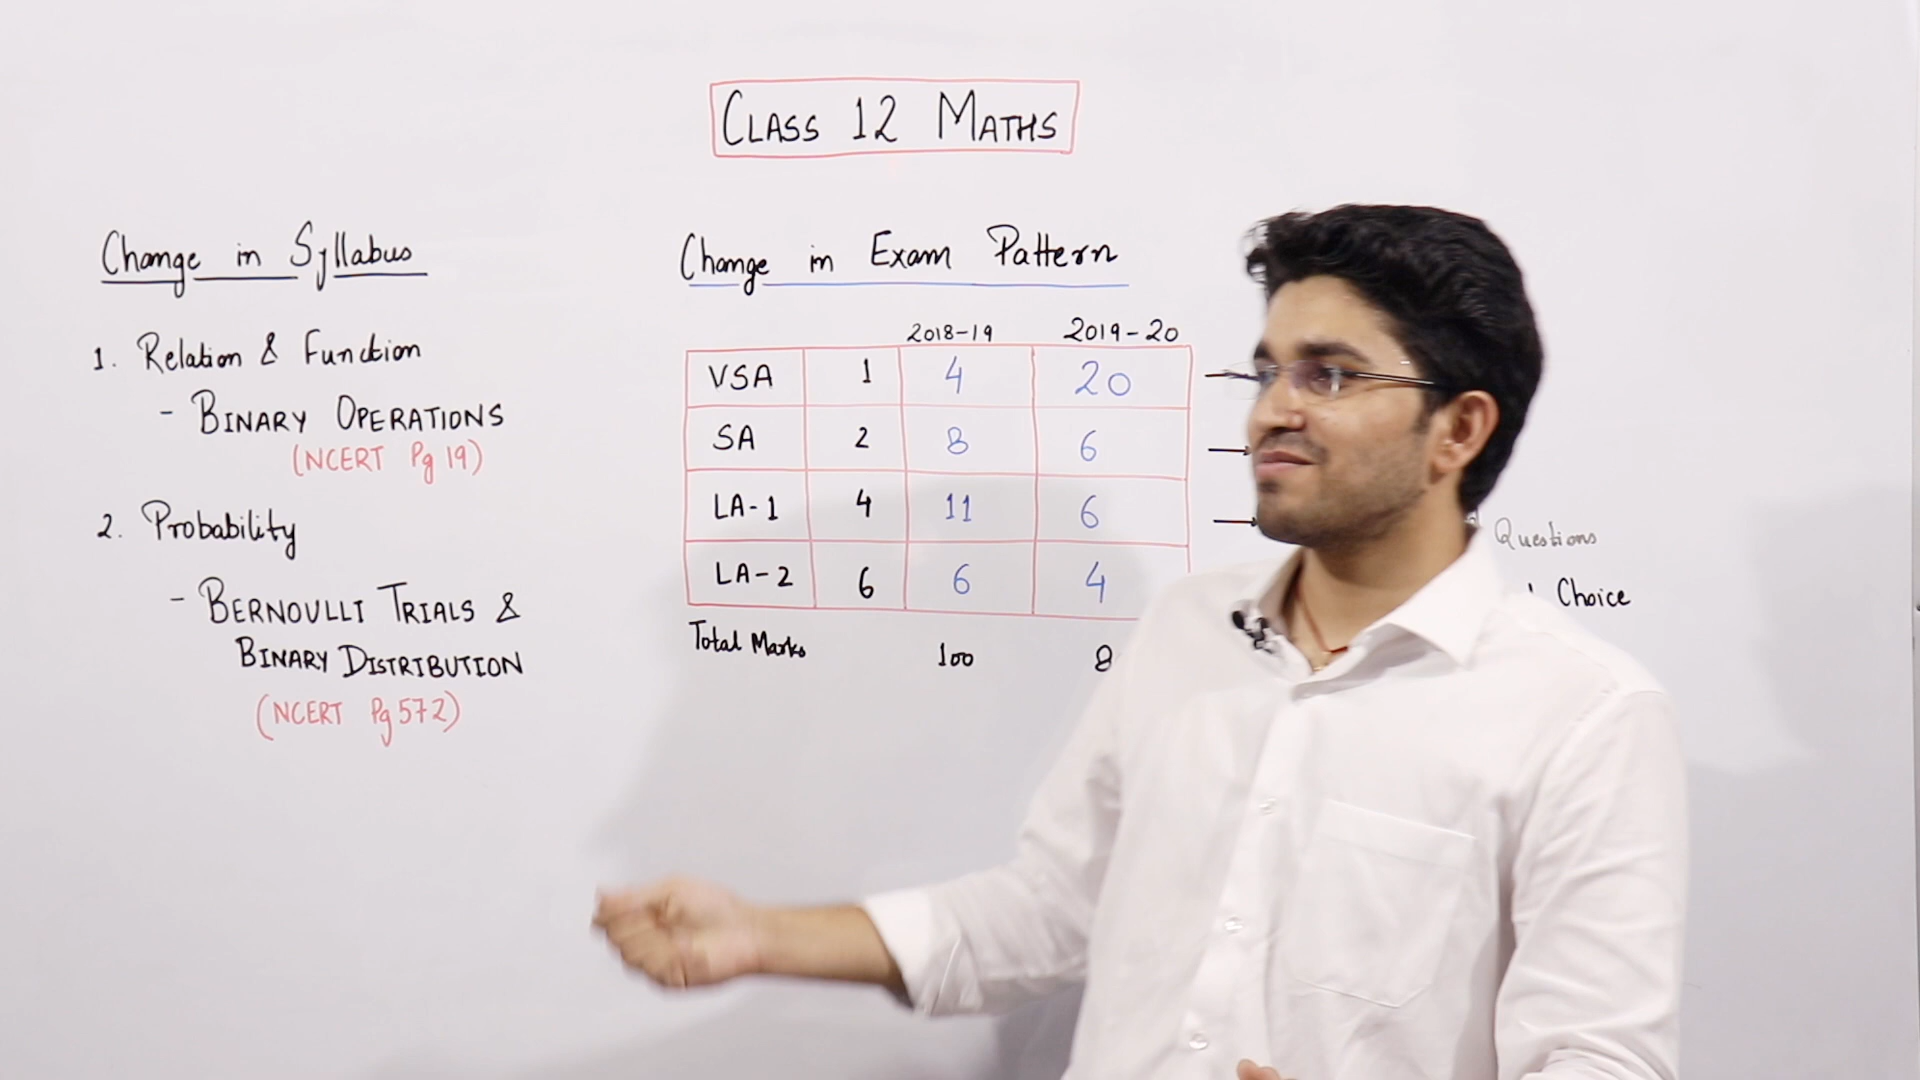 CLASS 12 MATHS
Change in Syllabus
1. Relation & Function
- BINARY OPERATIONS
(NCERT Pg 19)
2. Probability
- BERNOULLI TRIALS &
BINARY DISTRIBUTION
(NCERT Pg 572)
Change in Exam Pattern
2018-19 2019-20
VSA 1 4 20
SA 2 8 6
LA-1 4 11 6
LA-2 6 6 4
Total Marks 100 8
Questions
Choice